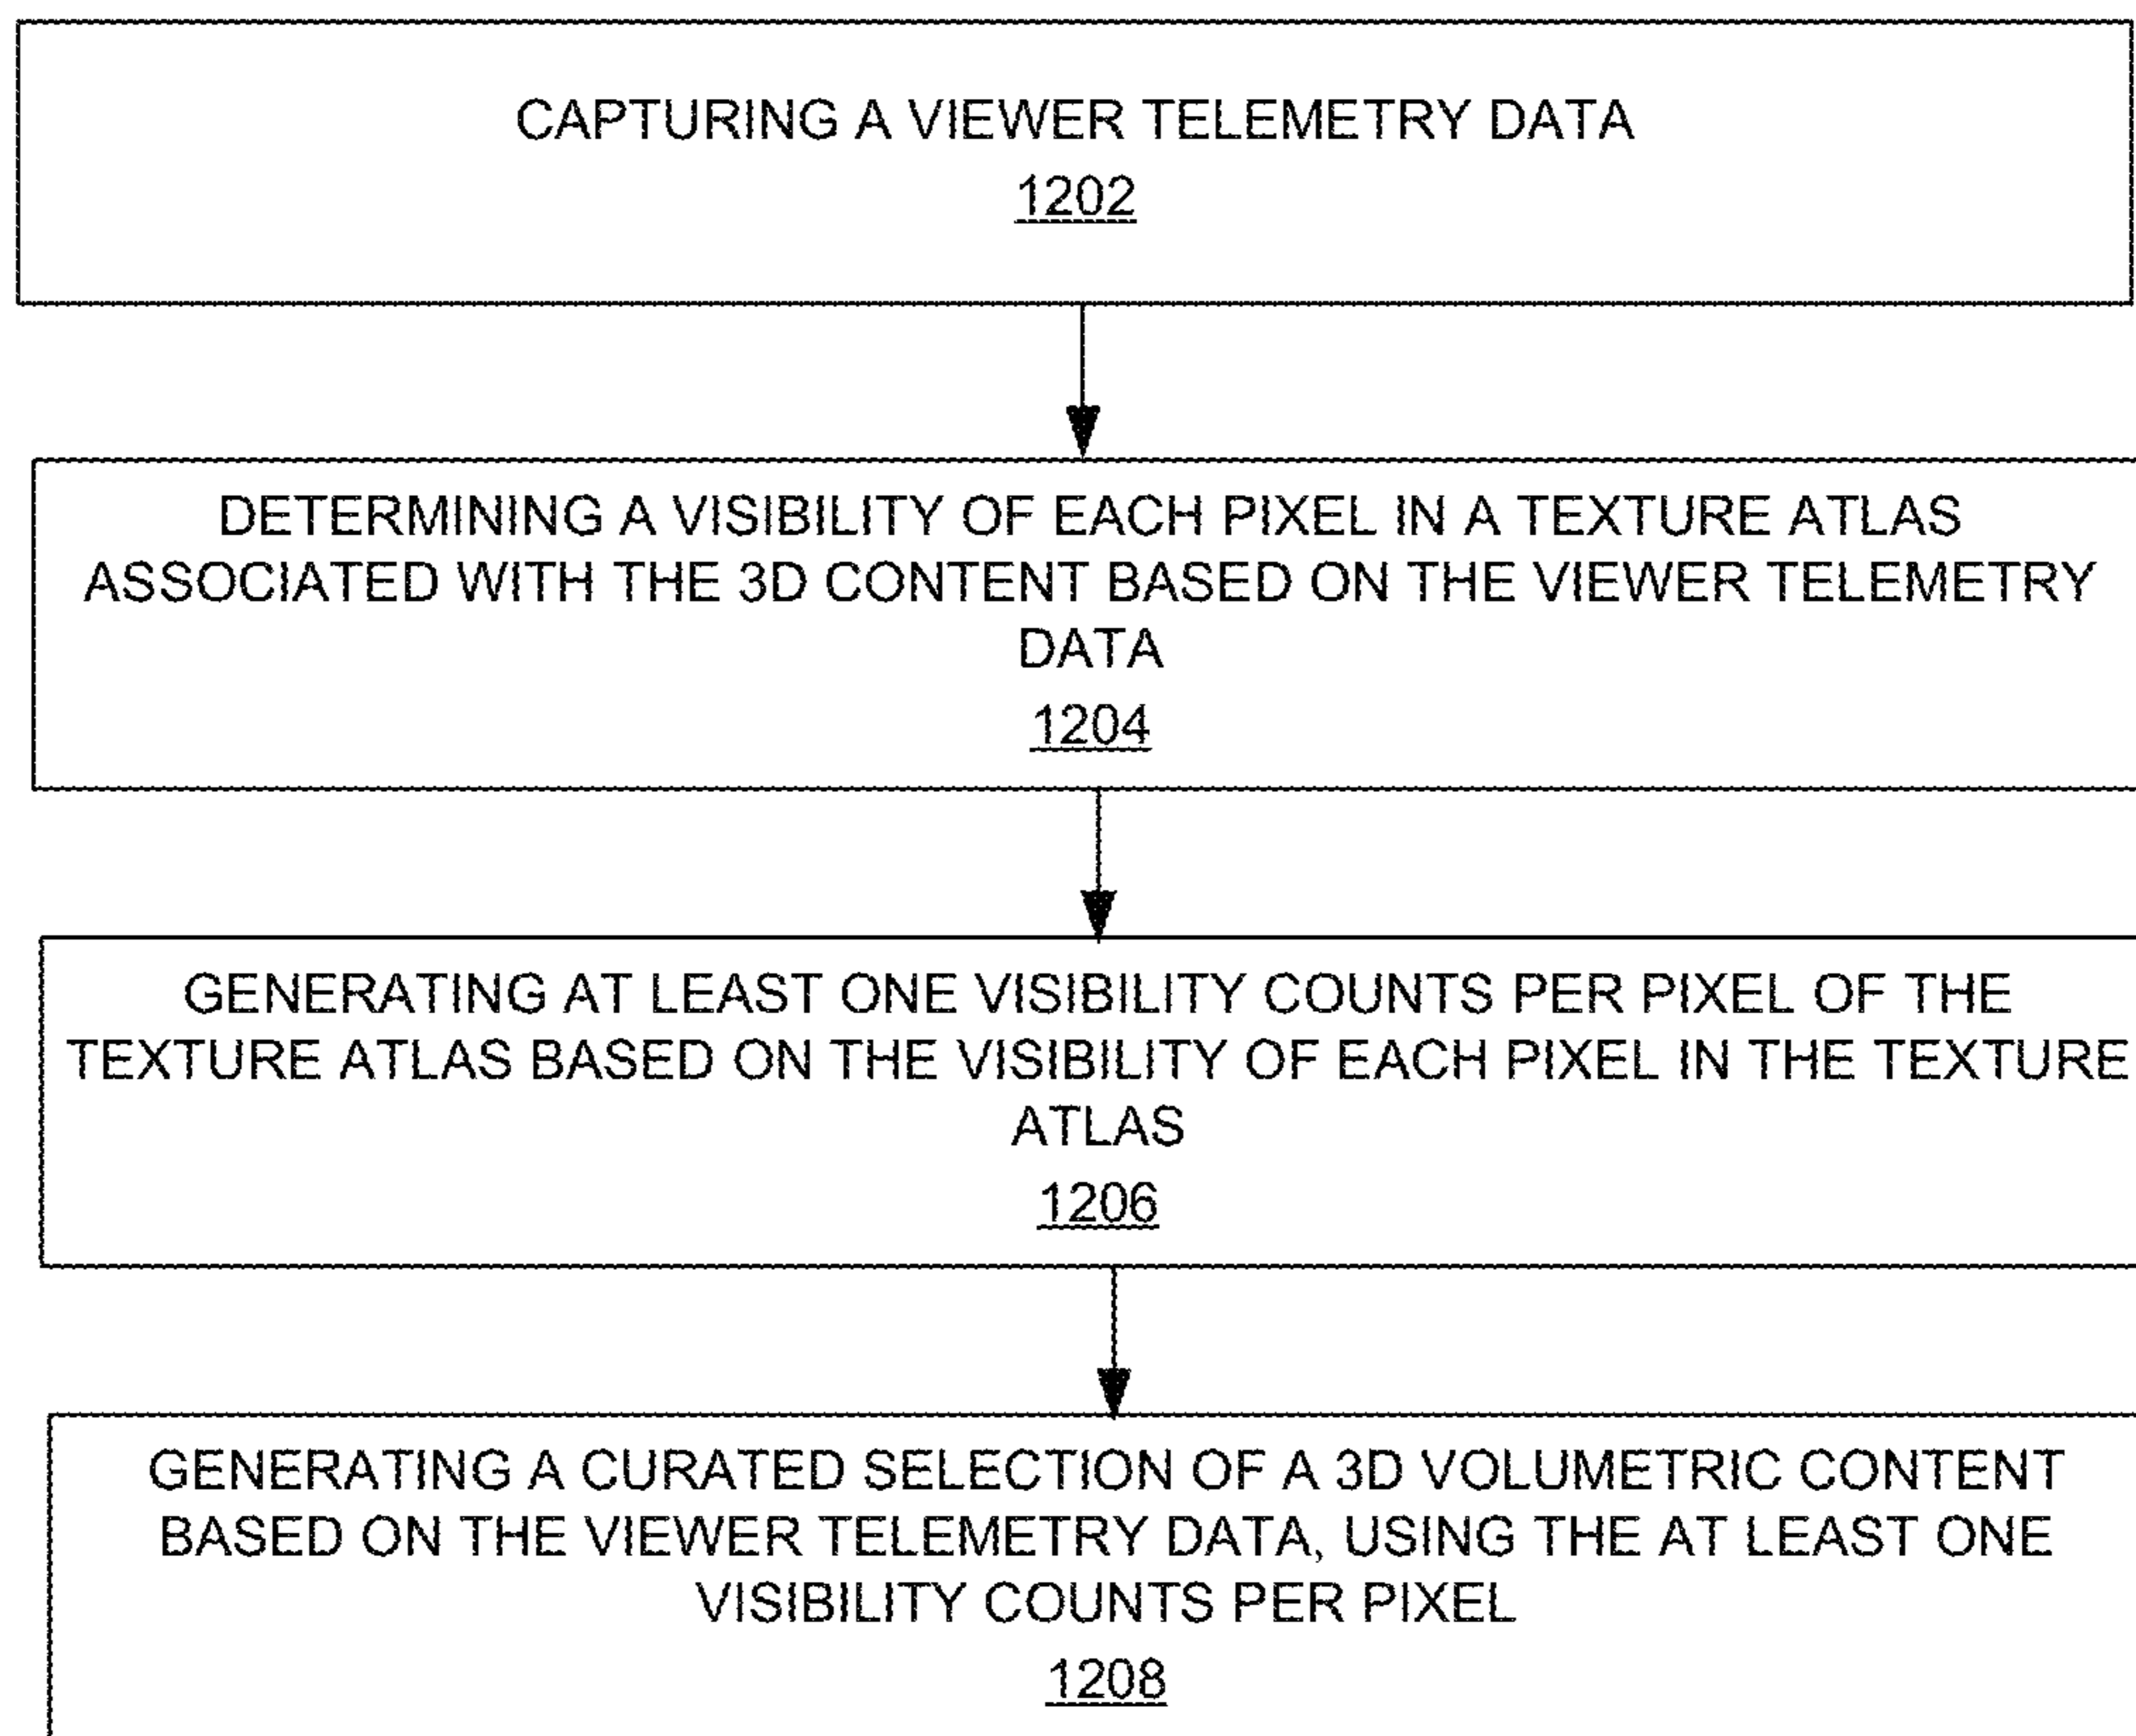 CAPTURING A VIEWER TELEMETRY DATA
1202
DETERMINING A VISIBILITY OF EACH PIXEL IN A TEXTURE ATLAS
ASSOCIATED WITH THE 3D CONTENT BASED ON THE VIEWER TELEMETRY
DATA
1204
GENERATING AT LEAST ONE VISIBILITY COUNTS PER PIXEL OF THE
TEXTURE ATLAS BASED ON THE VISIBILITY OF EACH PIXEL IN THE TEXTURE
ATLAS
1206
GENERATING A CURATED SELECTION OF A 3D VOLUMETRIC CONTENT
BASED ON THE VIEWER TELEMETRY DATA, USING THE AT LEAST ONE
VISIBILITY COUNTS PER PIXEL
1208